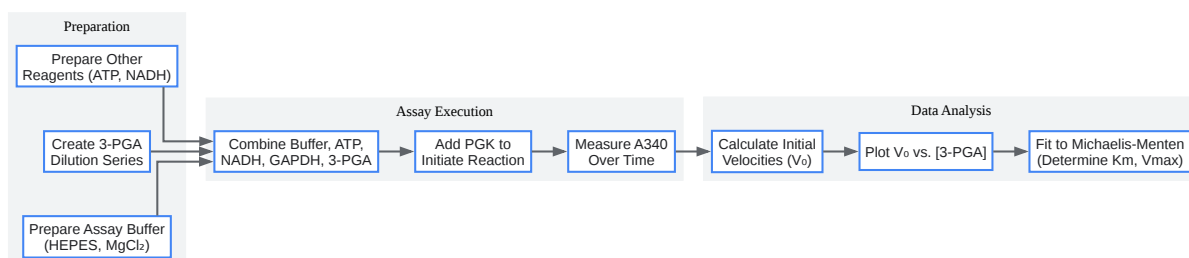 Preparation
Prepare Other
Reagents (ATP, NADH)
Create 3-PGA
Dilution Series
Prepare Assay Buffer
(HEPES, MgCl₂)
Assay Execution
Combine Buffer, ATP,
NADH, GAPDH, 3-PGA
Add PGK to
Initiate Reaction
Measure A340
Over Time
Data Analysis
Calculate Initial
Velocities (V₀)
Plot V₀ vs. [3-PGA]
Fit to Michaelis-Menten
(Determine Km, Vmax)